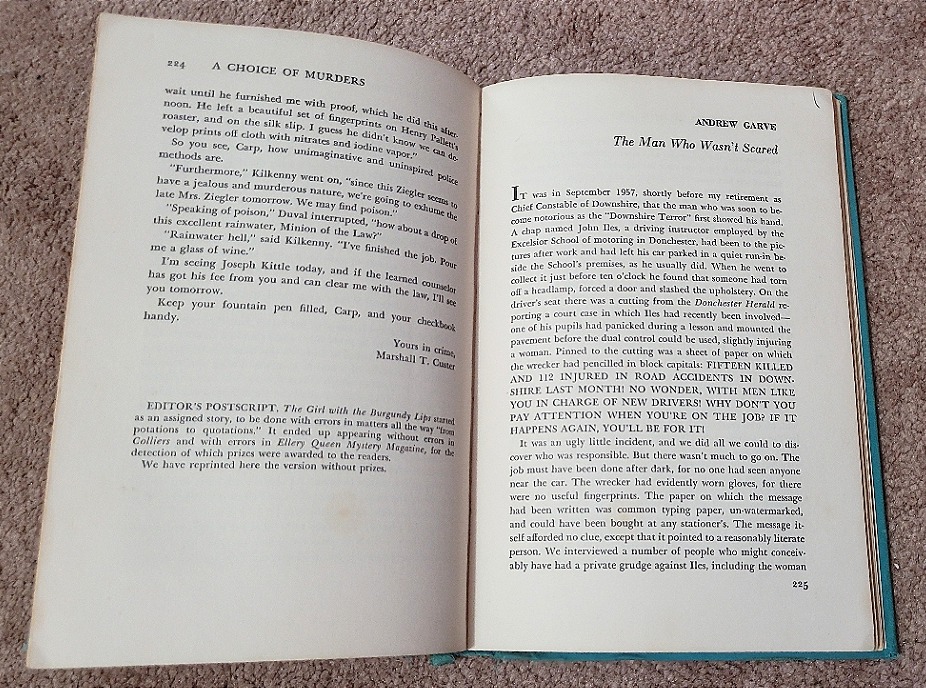 224 A CHOICE OF MURDERS
wait until he furnished me with proof, which he did this after-
noon. He left a beautiful set of fingerprints on Henry Pallett's
roaster, and on the silk slip. I guess he didn't know we can de-
velop prints off cloth with nitrates and iodine vapor."
So you see, Carp, how unimaginative and uninspired police
methods are.
"Furthermore," Kilkenny went on, "since this Ziegler seems to
have a jealous and murderous nature, we're going to exhume the
late Mrs. Ziegler tomorrow. We may find poison."
"Speaking of poison," Duval interrupted, "how about a drop of
this excellent rainwater, Minion of the Law?"
"Rainwater hell," said Kilkenny. "I've finished the job. Pour
me a glass of wine."
I'm seeing Joseph Kittle today, and if the learned counselor
has got his fee from you and can clear me with the law, I'll see
you tomorrow.
Keep your fountain pen filled, Carp, and your checkbook
handy.
Yours in crime,
Marshall T. Custer
EDITOR'S POSTSCRIPT. The Girl with the Burgundy Lips started
as an assigned story, to be done with errors in matters all the way "from
potations to quotations." It ended up appearing without errors in
Colliers and with errors in Ellery Queen Mystery Magazine, for the
detection of which prizes were awarded to the readers.
We have reprinted here the version without prizes.
ANDREW GARVE
The Man Who Wasn't Scared
IT was in September 1957, shortly before my retirement as
Chief Constable of Downshire, that the man who was soon to be-
come notorious as the "Downshire Terror" first showed his hand.
A chap named John Iles, a driving instructor employed by the
Excelsior School of motoring in Donchester, had been to the pic-
tures after work and had left his car parked in a quiet run-in be-
side the School's premises, as he usually did. When he went to
collect it just before ten o'clock he found that someone had torn
off a headlamp, forced a door and slashed the upholstery. On the
driver's seat there was a cutting from the Donchester Herald re-
porting a court case in which Iles had recently been involved—
one of his pupils had panicked during a lesson and mounted the
pavement before the dual control could be used, slightly injuring
a woman. Pinned to the cutting was a sheet of paper on which
the wrecker had pencilled in block capitals: FIFTEEN KILLED
AND 112 INJURED IN ROAD ACCIDENTS IN DOWN-
SHIRE LAST MONTH! NO WONDER, WITH MEN LIKE
YOU IN CHARGE OF NEW DRIVERS! WHY DON'T YOU
PAY ATTENTION WHEN YOU'RE ON THE JOB? IF IT
HAPPENS AGAIN, YOU'LL BE FOR IT!
It was an ugly little incident, and we did all we could to dis-
cover who was responsible. But there wasn't much to go on. The
job must have been done after dark, for no one had seen anyone
near the car. The wrecker had evidently worn gloves, for there
were no useful fingerprints. The paper on which the message
had been written was common typing paper, un-watermarked,
and could have been bought at any stationer's. The message it-
self afforded no clue, except that it pointed to a reasonably literate
person. We interviewed a number of people who might conceiv-
ably have had a private grudge against Iles, including the woman
225